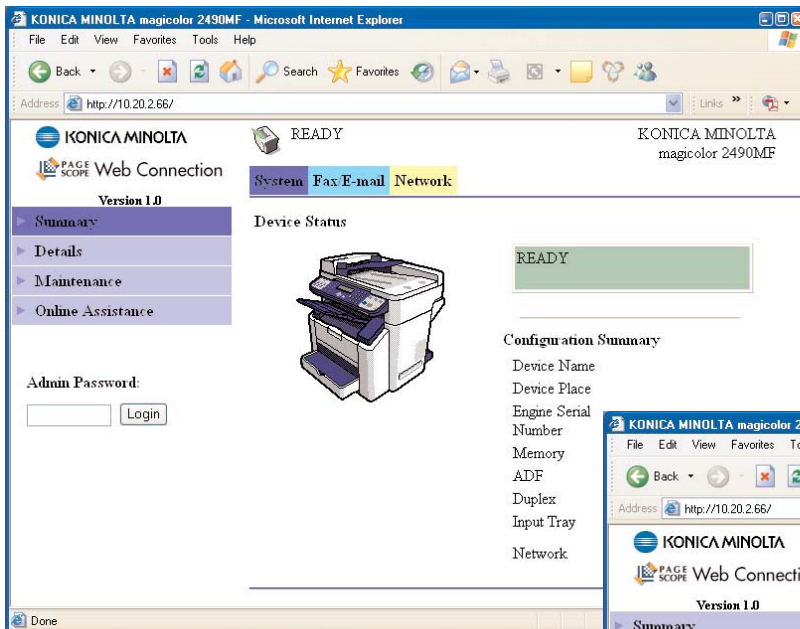 KONICA MINOLTA magicolor 2490MF - Microsoft Internet Explorer
File Edit View Favorites Tools Help
Back Search Favorites
Address http://10.20.2.66/ Links »
KONICA MINOLTA
PAGE SCOPE Web Connection
Version 1.0
READY
KONICA MINOLTA
magicolor 2490MF
System Fax/E-mail Network
Summary
Details
Maintenance
Online Assistance
Admin Password:
Login
Device Status
READY
Configuration Summary
Device Name
Device Place
Engine Serial
Number
Memory
ADF
Duplex
Input Tray
Network
Done
KONICA MINOLTA magicolor 2
File Edit View Favorites To
Back
Address http://10.20.2.66/
KONICA MINOLTA
PAGE SCOPE Web Connecti
Version 1.0
Summary